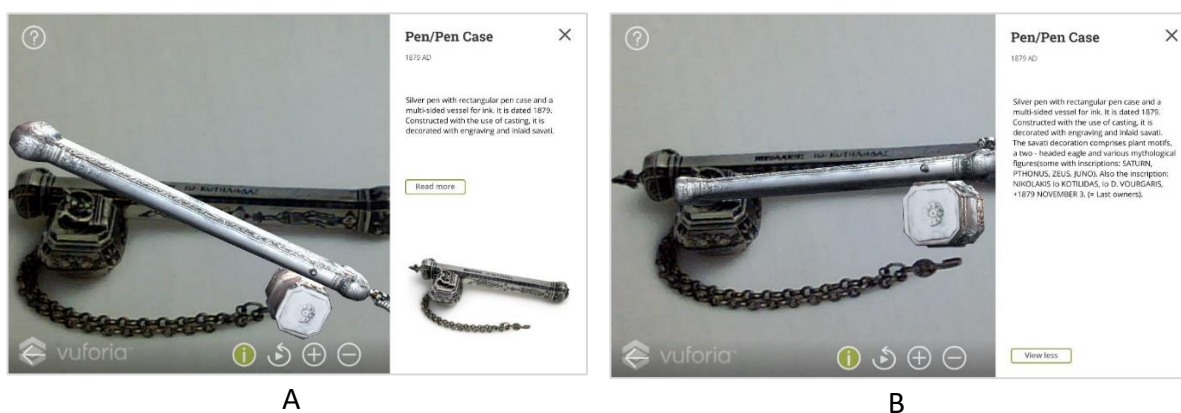 Pen/Pen Case
1879 AD
Silver pen with rectangular pen case and a
multi-sided vessel for ink. It is dated 1879.
Constructed with the use of casting, it is
decorated with engraving and inlaid savati.
Read more
ΙΟ ΚΟΤΙΛΗΔΑΣ
vuforia™
A
Pen/Pen Case
1879 AD
Silver pen with rectangular pen case and a
multi-sided vessel for ink. It is dated 1879.
Constructed with the use of casting, it is
decorated with engraving and inlaid savati.
The savati decoration comprises plant motifs,
a two - headed eagle and various mythological
figures(some with inscriptions: SATURN,
PTHONUS, ZEUS, JUNO). Also the inscription:
NIKOLAKIS Io KOTILIDAS, Io D. VOURGARIS,
+1879 NOVEMBER 3. (= Last owners).
View less
vuforia™
B